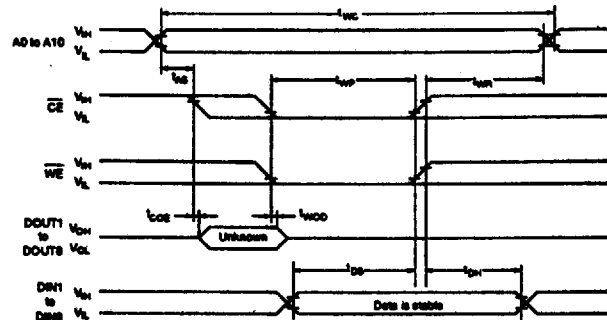 tWC
A0 to A10 VIH
VIL
tAS
tWP
tWR
CE VIH
VIL
WE VIH
VIL
tCOE
tWOD
DOUT1 VOH
to
DOUT8 VOL
Unknown
tDS
tDH
DIN1 VIH
to
DIN8 VIL
Data is stable